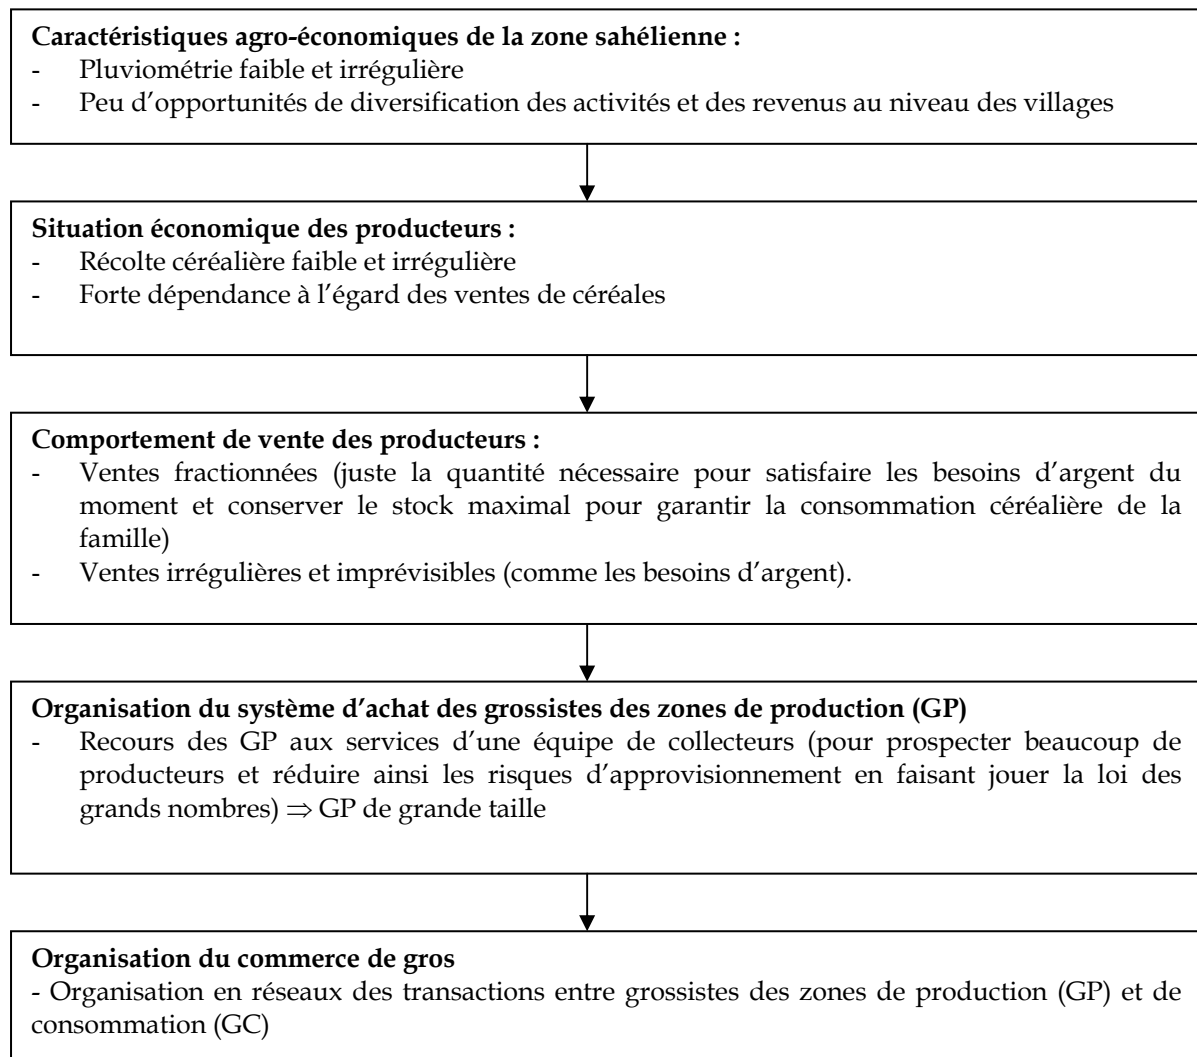 Caractéristiques agro-économiques de la zone sahélienne :
- Pluviométrie faible et irrégulière
- Peu d’opportunités de diversification des activités et des revenus au niveau des villages
Situation économique des producteurs :
- Récolte céréalière faible et irrégulière
- Forte dépendance à l’égard des ventes de céréales
Comportement de vente des producteurs :
- Ventes fractionnées (juste la quantité nécessaire pour satisfaire les besoins d’argent du
moment et conserver le stock maximal pour garantir la consommation céréalière de la
famille)
- Ventes irrégulières et imprévisibles (comme les besoins d’argent).
Organisation du système d’achat des grossistes des zones de production (GP)
- Recours des GP aux services d’une équipe de collecteurs (pour prospecter beaucoup de
producteurs et réduire ainsi les risques d’approvisionnement en faisant jouer la loi des
grands nombres) ⇒ GP de grande taille
Organisation du commerce de gros
- Organisation en réseaux des transactions entre grossistes des zones de production (GP) et de
consommation (GC)